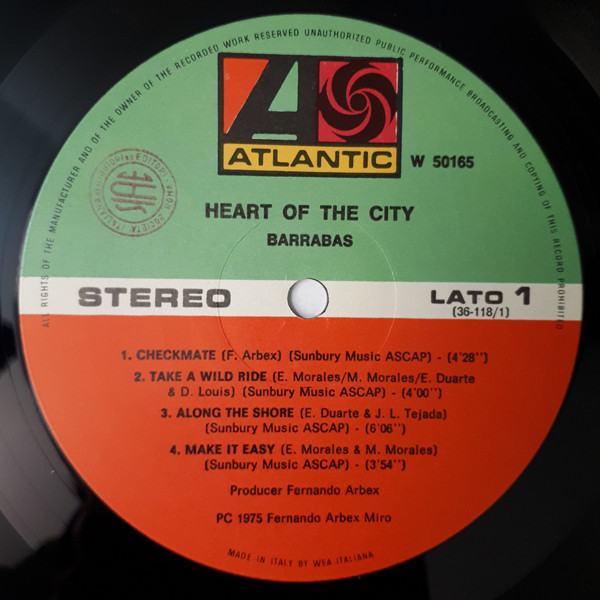 ALL RIGHTS OF THE MANUFACTURER AND OF THE OWNER OF THE RECORDED WORK RESERVED UNAUTHORIZED PUBLIC PERFORMANCE BROADCASTING AND COPYING OF THIS RECORD PROHIBITED
A
ATLANTIC
W 50165
HEART OF THE CITY
BARRABAS
STEREO
LATO 1
(36-118/1)
1. CHECKMATE (F. Arbex) (Sunbury Music ASCAP) - (4'28'')
2. TAKE A WILD RIDE (E. Morales/M. Morales/E. Duarte
& D. Louis) (Sunbury Music ASCAP) - (4'00'')
3. ALONG THE SHORE (E. Duarte & J. L. Tejada)
(Sunbury Music ASCAP) - (6'06'')
4. MAKE IT EASY (E. Morales & M. Morales)
(Sunbury Music ASCAP) - (3'54'')
Producer Fernando Arbex
PC 1975 Fernando Arbex Miro
MADE IN ITALY BY WEA ITALIANA